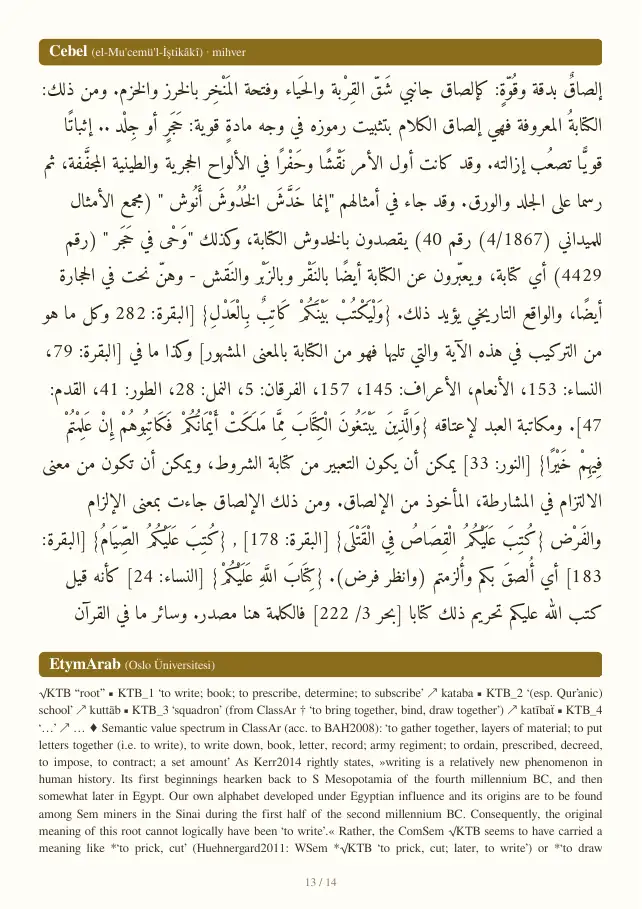 Cebel (el-Mu'cemü'l-İştikâkî) · mihver
إلصاقٌ بدقة وقُوّةٍ: كإلصاق جانبي شَقّ القِرْبة والحَيَاء وفتحة المَنْخِر بالخرز والخزم. ومن ذلك:
الكتابةُ المعروفة فهي إلصاق الكلام بتثبيت رموزه في وجه مادةٍ قوية: حَجَرٍ أو جِلْد .. إثباتًا
قويًّا تصعُب إزالته. وقد كانت أول الأمر نَقْشًا وحَفْرًا في الألواح الحجرية والطينية المجفَّفة، ثم
رسما على الجلد والورق. وقد جاء في أمثالهم "إنما خَدَّشَ الخُدُوشَ أَنُوش " (مجمع الأمثال
للميداني (4/1867) رقم 40) يقصدون بالخدوش الكتابة، وكذلك "وَحْى في حَجَر " (رقم
4429) أي كتابة، ويعبّرون عن الكتابة أيضًا بالنَقْر وبالزَبْر والنَقش - وهنّ نحت في الحجارة
أيضًا، والواقع التاريخي يؤيد ذلك. {وَلْيَكْتُبْ بَيْنَكُمْ كَاتِبٌ بِالْعَدْلِ} [البقرة: 282 وكل ما هو
من التركيب في هذه الآية والتي تليها فهو من الكتابة بالمعنى المشهور] وكذا ما في [البقرة: 79،
النساء: 153، الأنعام، الأعراف: 145، 157، الفرقان: 5، النمل: 28، الطور: 41، القدم:
47]. ومكاتبة العبد لإعتاقه {وَالَّذِينَ يَبْتَغُونَ الْكِتَابَ مِمَّا مَلَكَتْ أَيْمَانُكُمْ فَكَاتِبُوهُمْ إِنْ عَلِمْتُمْ
فِيهِمْ خَيْرًا} [النور: 33] يمكن أن يكون التعبير من كتابة الشروط، ويمكن أن تكون من معنى
الالتزام في المشارطة، المأخوذ من الإلصاق. ومن ذلك الإلصاق جاءت بمعنى الإلزام
والفَرْض {كُتِبَ عَلَيْكُمُ الْقِصَاصُ فِي الْقَتْلَى} [البقرة: 178] , {كُتِبَ عَلَيْكُمُ الصِّيَامُ} [البقرة:
183] أي أُلصقَ بكم وأُلزمتم (وانظر فرض). {كِتَابَ اللَّهِ عَلَيْكُمْ} [النساء: 24] كأنه قيل
كتب الله عليكم تحريم ذلك كتابا [بحر 3/ 222] فالكلمة هنا مصدر. وسائر ما في القرآن
EtymArab (Oslo Üniversitesi)
√KTB “root” ▪ KTB_1 ‘to write; book; to prescribe, determine; to subscribe’ ↗ kataba ▪ KTB_2 ‘(esp. Qurʾanic)
school’ ↗ kuttāb ▪ KTB_3 ‘squadron’ (from ClassAr † ‘to bring together, bind, draw together’) ↗ katībaẗ ▪ KTB_4
‘…’ ↗ … ♦ Semantic value spectrum in ClassAr (acc. to BAH2008): ‘to gather together, layers of material; to put
letters together (i.e. to write), to write down, book, letter, record; army regiment; to ordain, prescribed, decreed,
to impose, to contract; a set amount’ As Kerr2014 rightly states, »writing is a relatively new phenomenon in
human history. Its first beginnings hearken back to S Mesopotamia of the fourth millennium BC, and then
somewhat later in Egypt. Our own alphabet developed under Egyptian influence and its origins are to be found
among Sem miners in the Sinai during the first half of the second millennium BC. Consequently, the original
meaning of this root cannot logically have been ‘to write’.« Rather, the ComSem √KTB seems to have carried a
meaning like *‘to prick, cut’ (Huehnergard2011: WSem *√KTB ‘to prick, cut; later, to write’) or *‘to draw
13 / 14